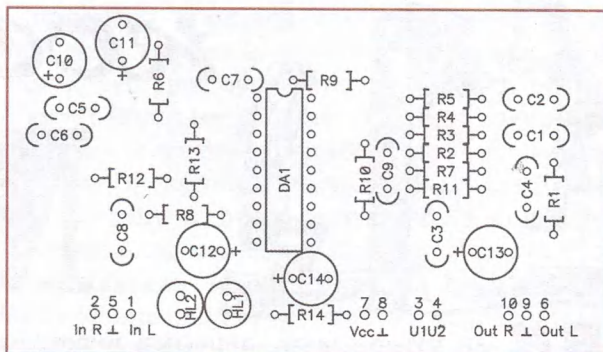 C11
C10
R6
C7
R9
C5
C6
R5
C2
R4
R3
C1
R13
DA1
R10
C9
R2
R7
R11
C4
R1
R12
R8
C8
C12
C3
C13
C14
HL2
HL1
R14
2 5 1
In R ⊥ In L
7 8
Vcc ⊥
3 4
U1U2
10 9 6
Out R ⊥ Out L